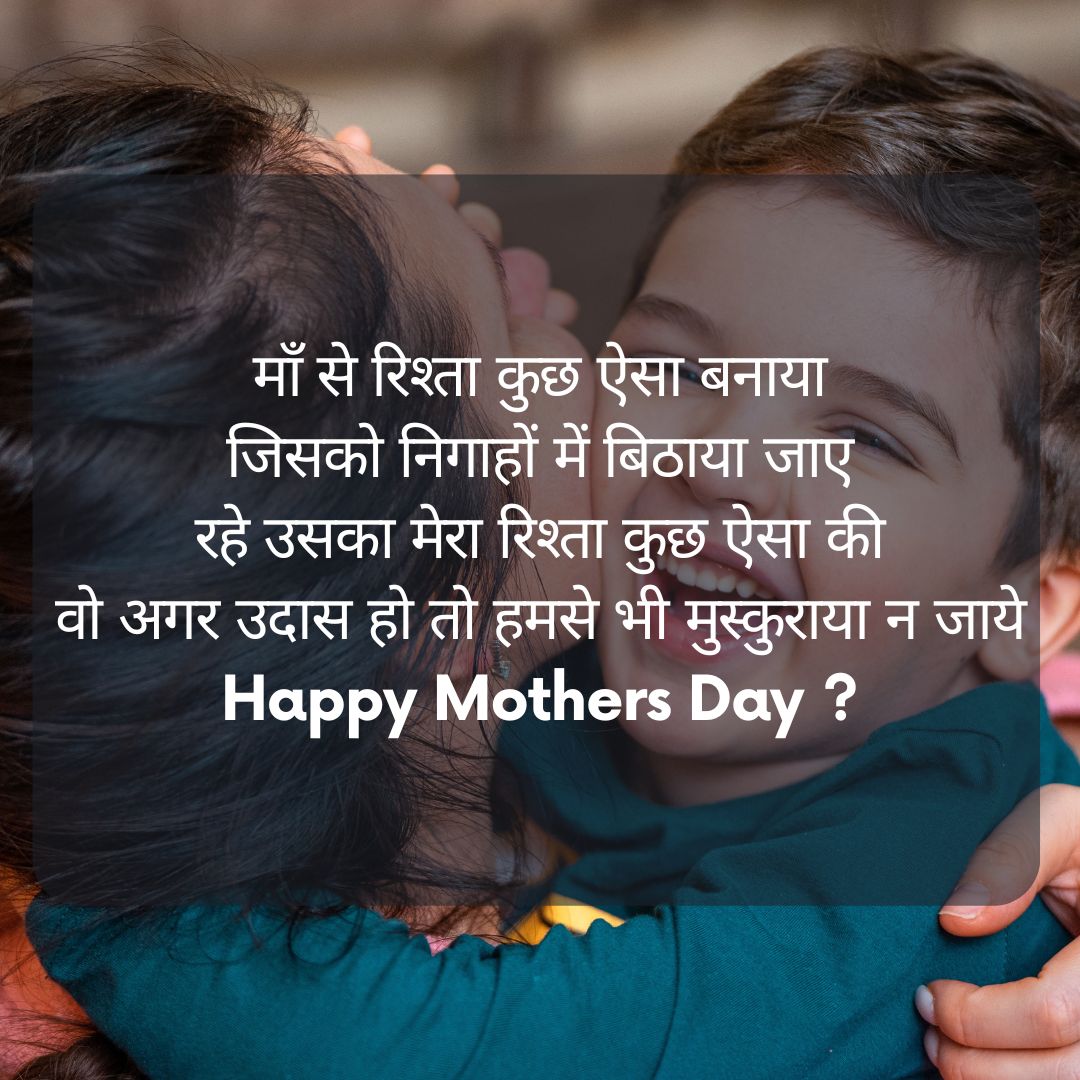 माँ से रिश्ता कुछ ऐसा बनाया
जिसको निगाहों में बिठाया जाए
रहे उसका मेरा रिश्ता कुछ ऐसा की
वो अगर उदास हो तो हमसे भी मुस्कुराया न जाये
Happy Mothers Day ?